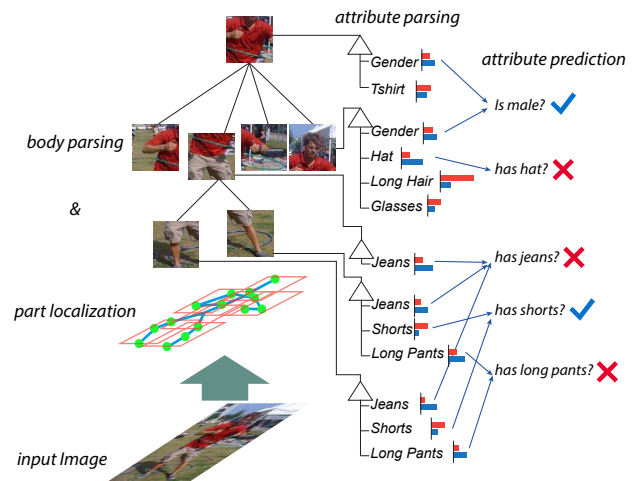 attribute parsing
Gender
Tshirt
attribute prediction
Is male?
body parsing
Gender
Hat
Long Hair
Glasses
has hat?
&
Jeans
has jeans?
part localization
Jeans
Shorts
Long Pants
has shorts?
has long pants?
Jeans
Shorts
Long Pants
input Image